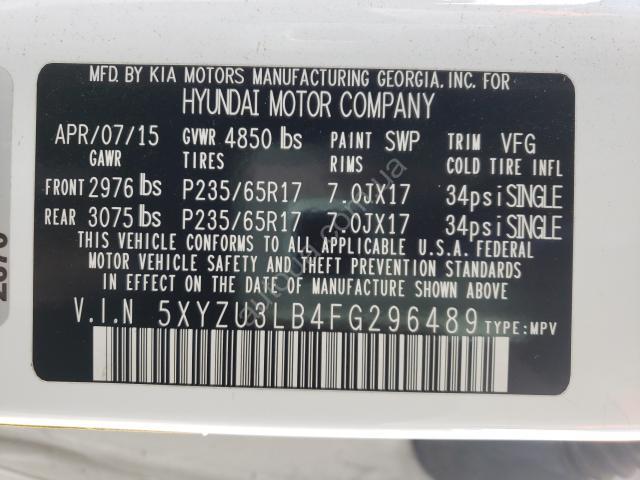 MFD. BY KIA MOTORS MANUFACTURING GEORGIA, INC. FOR
HYUNDAI MOTOR COMPANY
APR/07/15 GVWR 4850 lbs PAINT SWP TRIM VFG
GAWR TIRES RIMS COLD TIRE INFL
FRONT 2976 lbs P235/65R17 7.0JX17 34psi SINGLE
REAR 3075 lbs P235/65R17 7.0JX17 34psi SINGLE
THIS VEHICLE CONFORMS TO ALL APPLICABLE U.S.A. FEDERAL
MOTOR VEHICLE SAFETY AND THEFT PREVENTION STANDARDS
IN EFFECT ON THE DATE OF MANUFACTURE SHOWN ABOVE.
V.I.N 5XYZU3LB4FG296489 TYPE:MPV